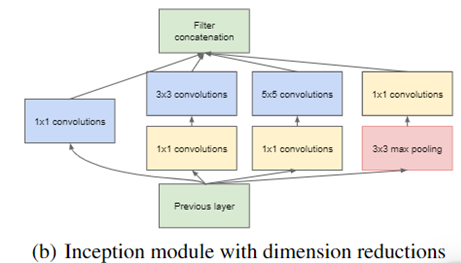 Filter
concatenation
3x3 convolutions
5x5 convolutions
1x1 convolutions
1x1 convolutions
1x1 convolutions
1x1 convolutions
3x3 max pooling
Previous layer
(b) Inception module with dimension reductions